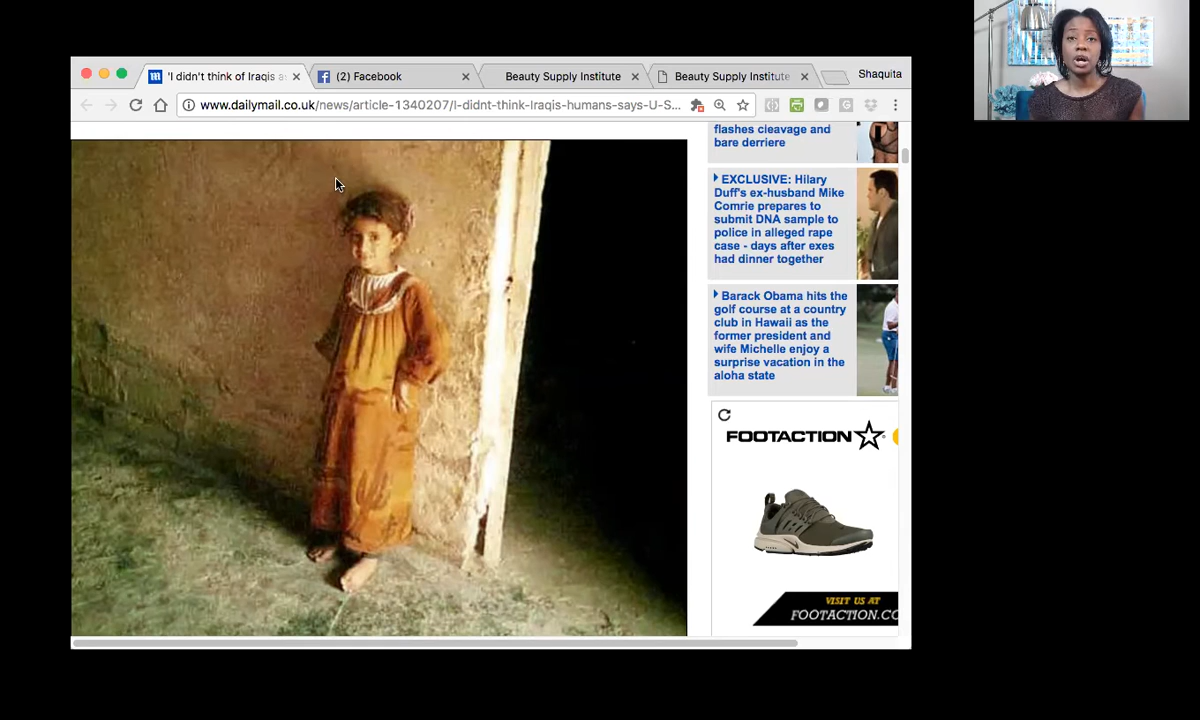 'I didn't think of Iraqis as
(2) Facebook
Beauty Supply Institute
Beauty Supply Institute
Shaquita
www.dailymail.co.uk/news/article-1340207/I-didnt-think-Iraqis-humans-says-U-S...
flashes cleavage and
bare derriere
EXCLUSIVE: Hilary
Duff's ex-husband Mike
Comrie prepares to
submit DNA sample to
police in alleged rape
case - days after exes
had dinner together
Barack Obama hits the
golf course at a country
club in Hawaii as the
former president and
wife Michelle enjoy a
surprise vacation in the
aloha state
FOOTACTION
VISIT US AT
FOOTACTION.CO